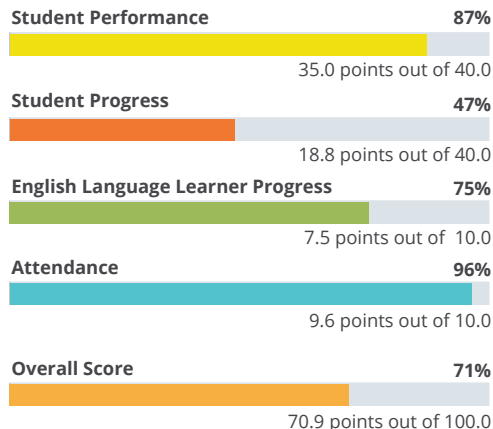 Student Performance 87%
35.0 points out of 40.0
Student Progress 47%
18.8 points out of 40.0
English Language Learner Progress 75%
7.5 points out of 10.0
Attendance 96%
9.6 points out of 10.0
Overall Score 71%
70.9 points out of 100.0